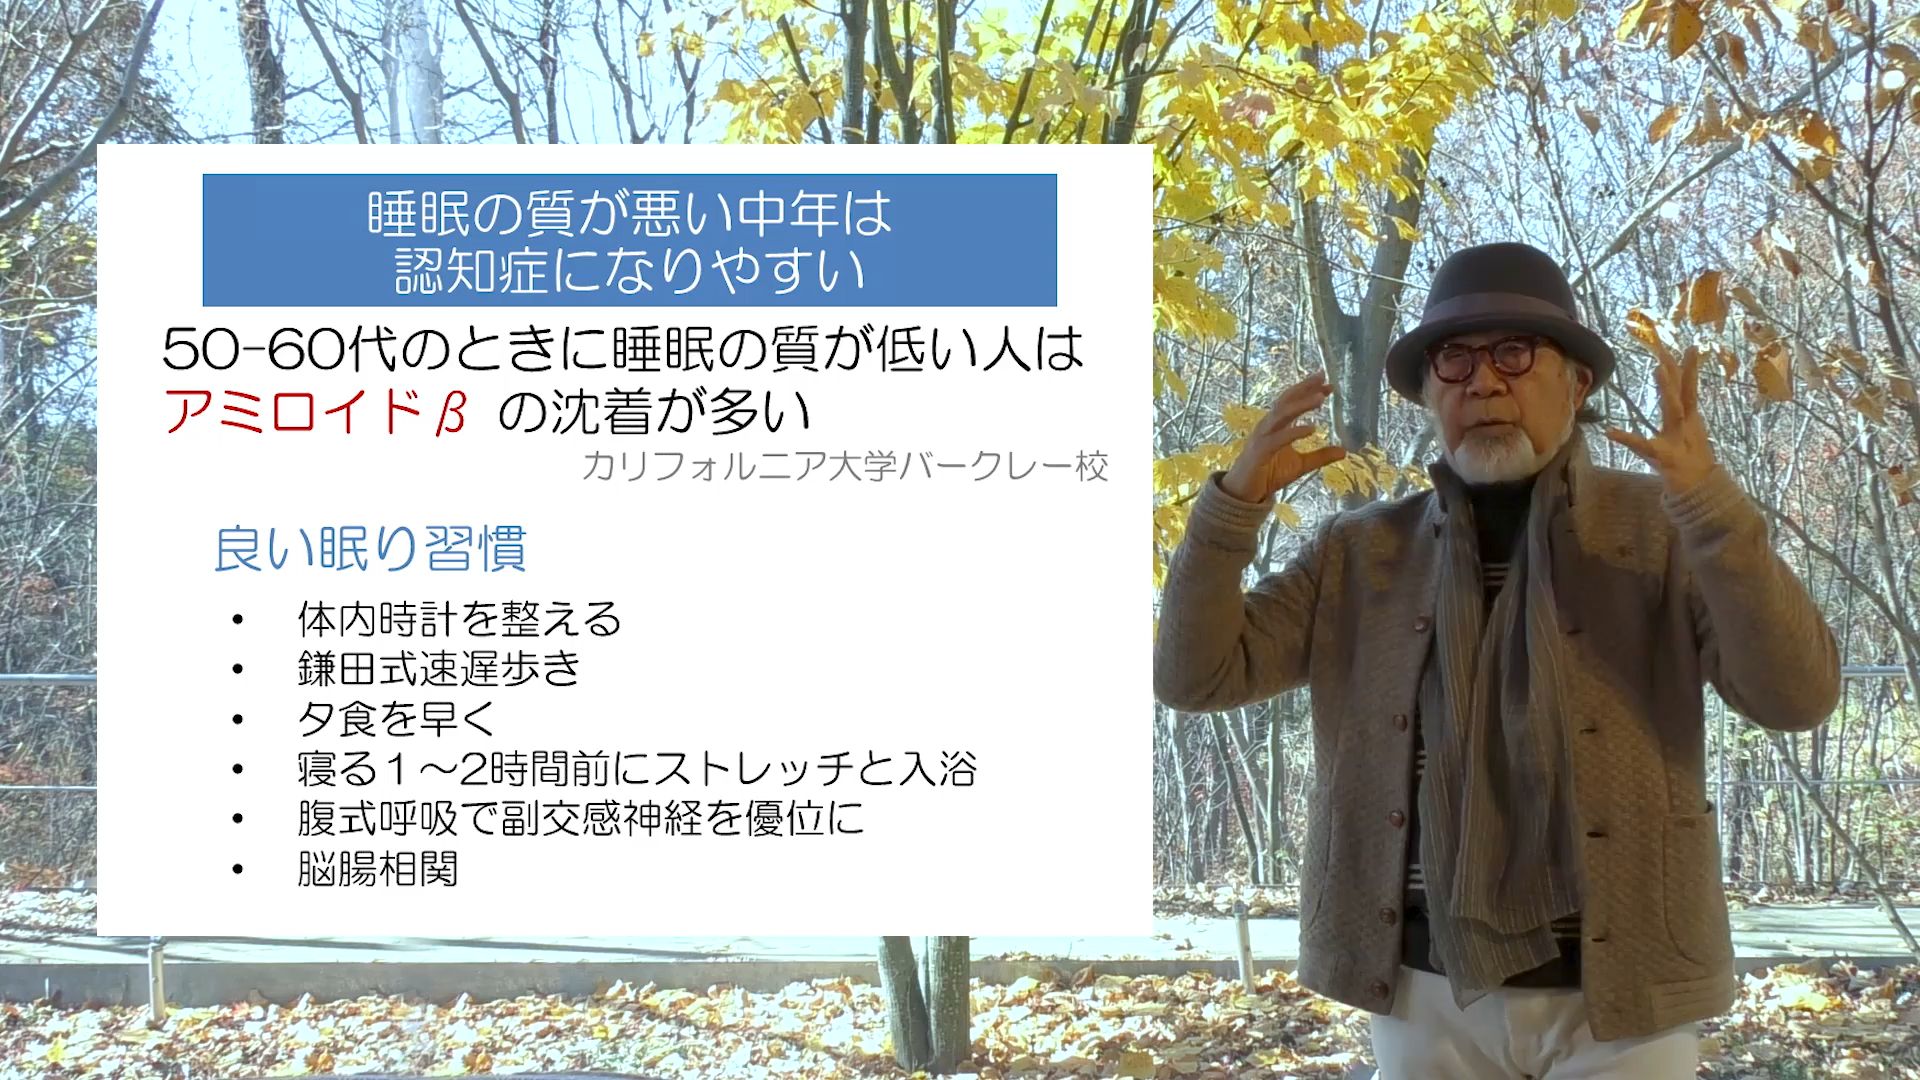 睡眠の質が悪い中年は
認知症になりやすい
50-60代のときに睡眠の質が低い人は
アミロイドβ の沈着が多い
カリフォルニア大学バークレー校
良い眠り習慣
• 体内時計を整える
• 鎌田式速遅歩き
• 夕食を早く
• 寝る1～2時間前にストレッチと入浴
• 腹式呼吸で副交感神経を優位に
• 脳腸相関